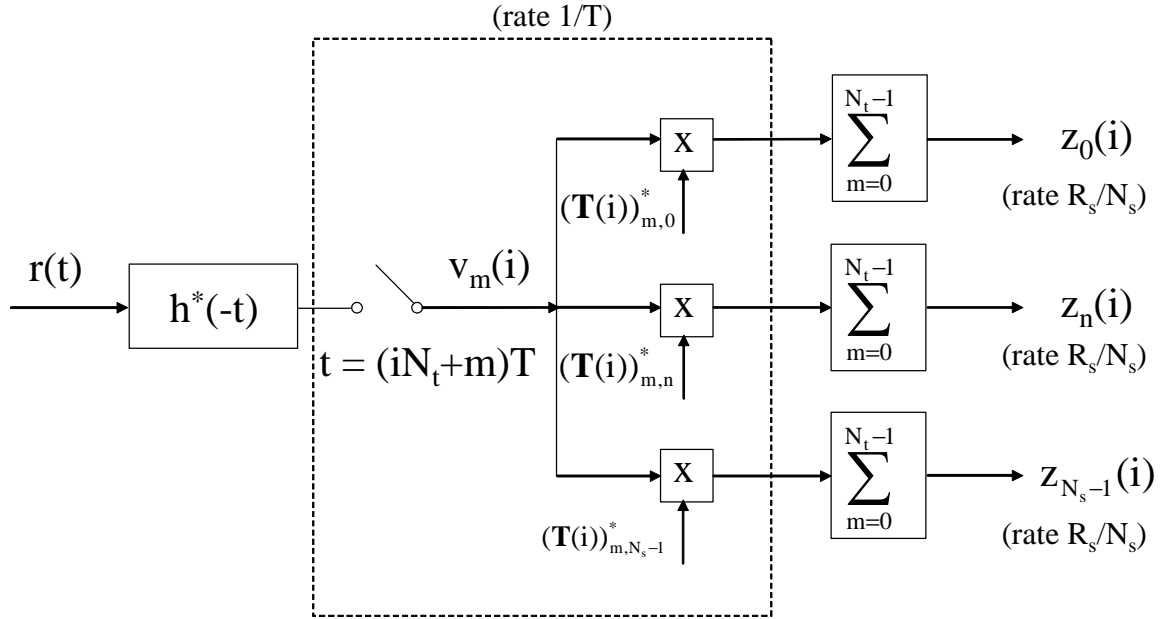 (rate 1/T)
N_t−1
∑
m=0
x
z_0(i)
(rate R_s/N_s)
(T(i))*_{m,0}
r(t)
h*(-t)
v_m(i)
t = (iN_t+m)T
N_t−1
∑
m=0
x
z_n(i)
(rate R_s/N_s)
(T(i))*_{m,n}
N_t−1
∑
m=0
x
z_{N_s−1}(i)
(rate R_s/N_s)
(T(i))*_{m,N_s−1}